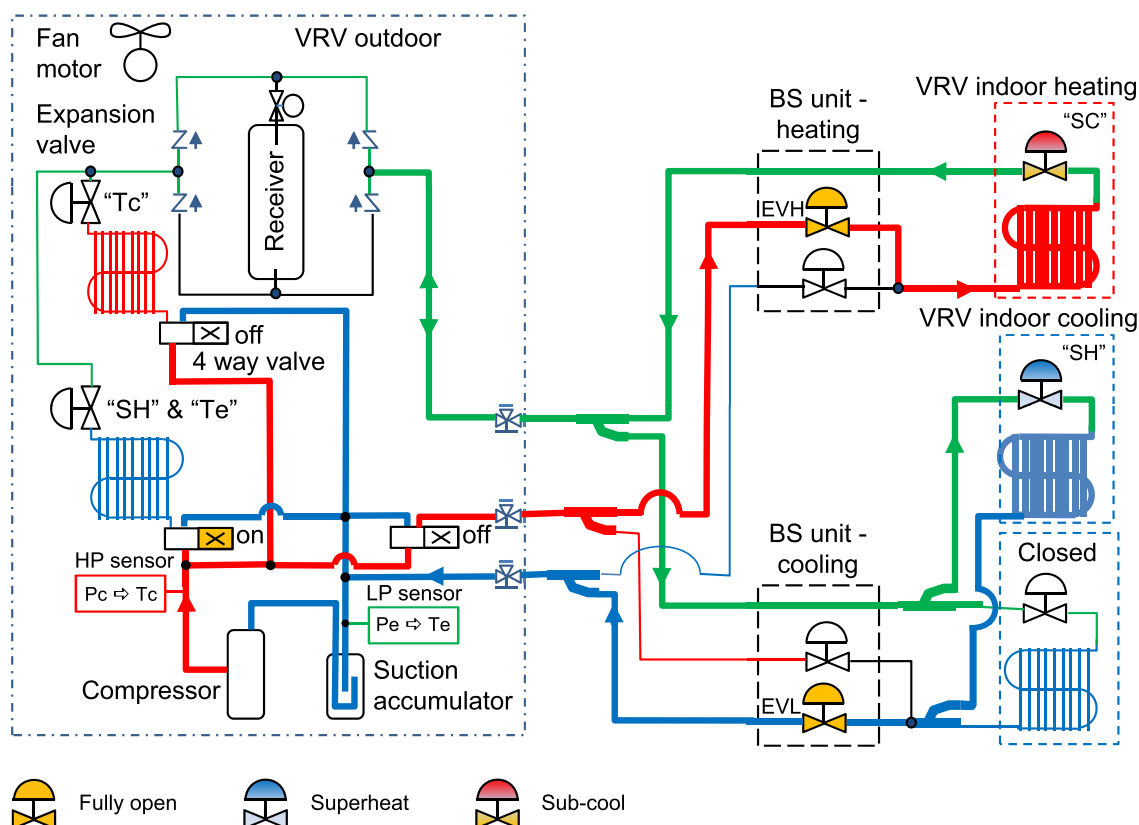 Fan
motor
VRV outdoor
Expansion
valve
"Tc"
Receiver
off
4 way valve
"SH" & "Te"
on
off
HP sensor
Pc ⇨ Tc
LP sensor
Pe ⇨ Te
Compressor
Suction
accumulator
BS unit -
heating
EVH
VRV indoor heating
"SC"
VRV indoor cooling
"SH"
BS unit -
cooling
EVL
Closed
Fully open
Superheat
Sub-cool